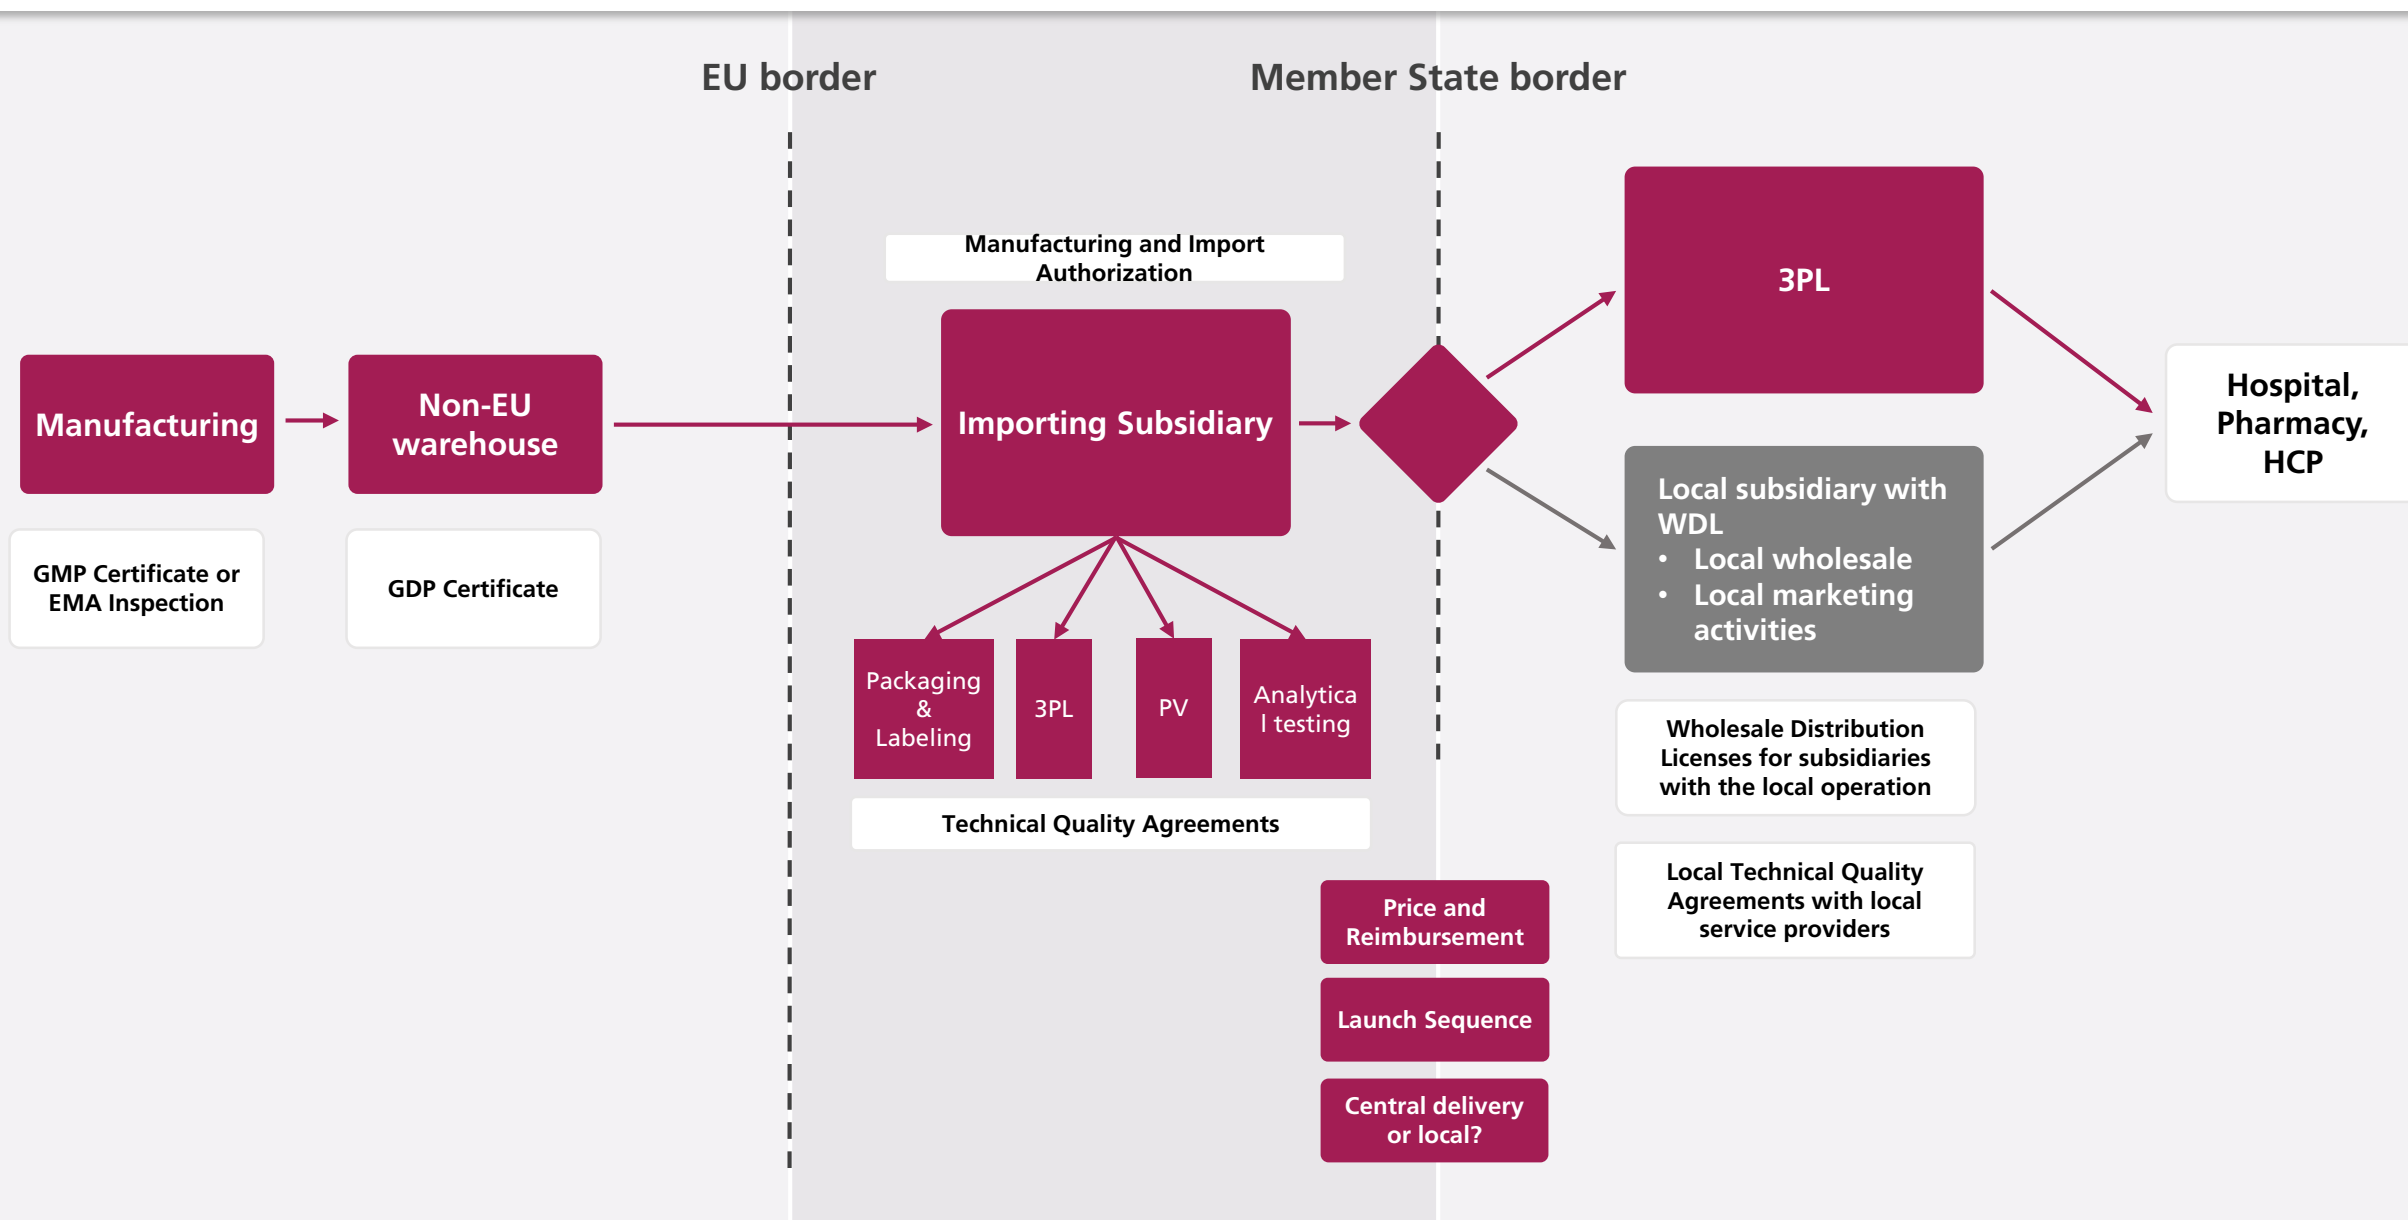 EU border
Member State border
Manufacturing
Non-EU
warehouse
GMP Certificate or
EMA Inspection
GDP Certificate
Manufacturing and Import
Authorization
Importing Subsidiary
Packaging
&
Labeling
3PL
PV
Analytica
l testing
Technical Quality Agreements
Price and
Reimbursement
Launch Sequence
Central delivery
or local?
3PL
Local subsidiary with
WDL
• Local wholesale
• Local marketing
activities
Wholesale Distribution
Licenses for subsidiaries
with the local operation
Local Technical Quality
Agreements with local
service providers
Hospital,
Pharmacy,
HCP